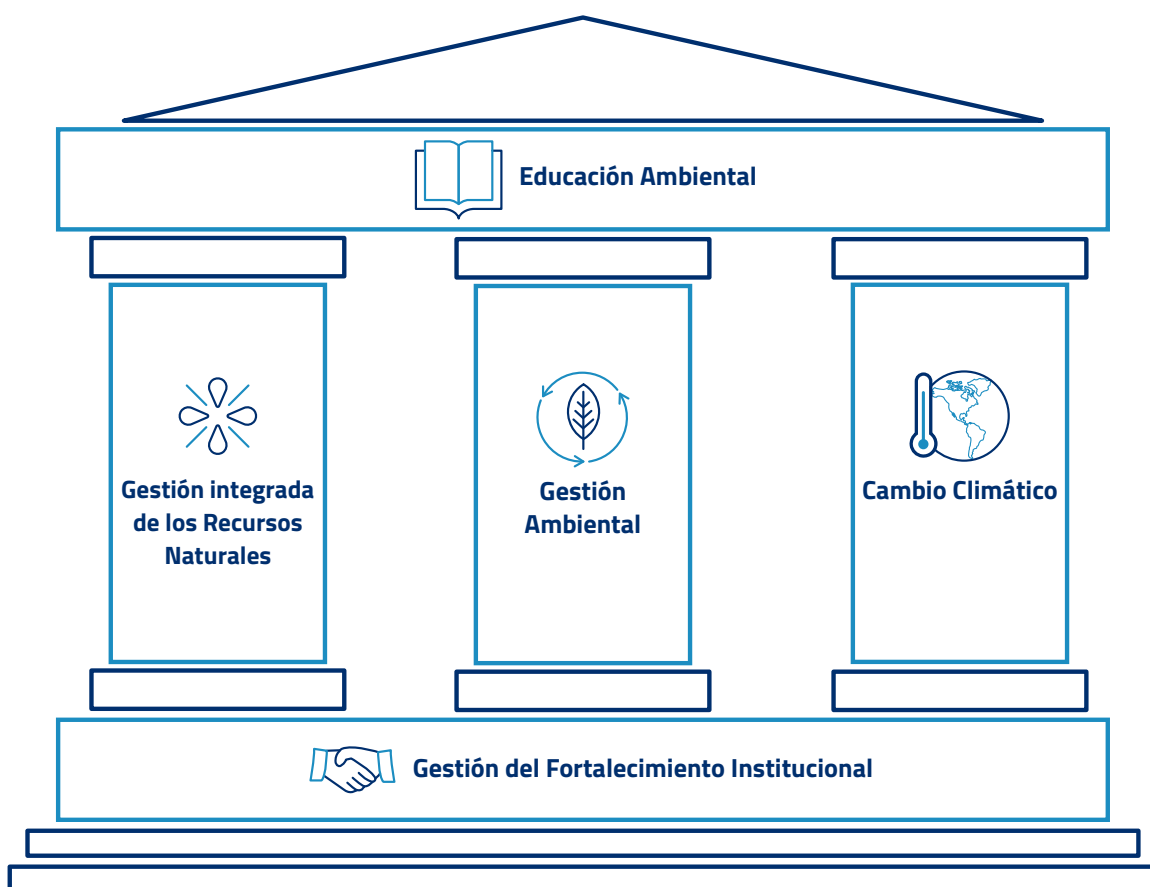 Educación Ambiental
Gestión integrada
de los Recursos
Naturales
Gestión
Ambiental
Cambio Climático
Gestión del Fortalecimiento Institucional